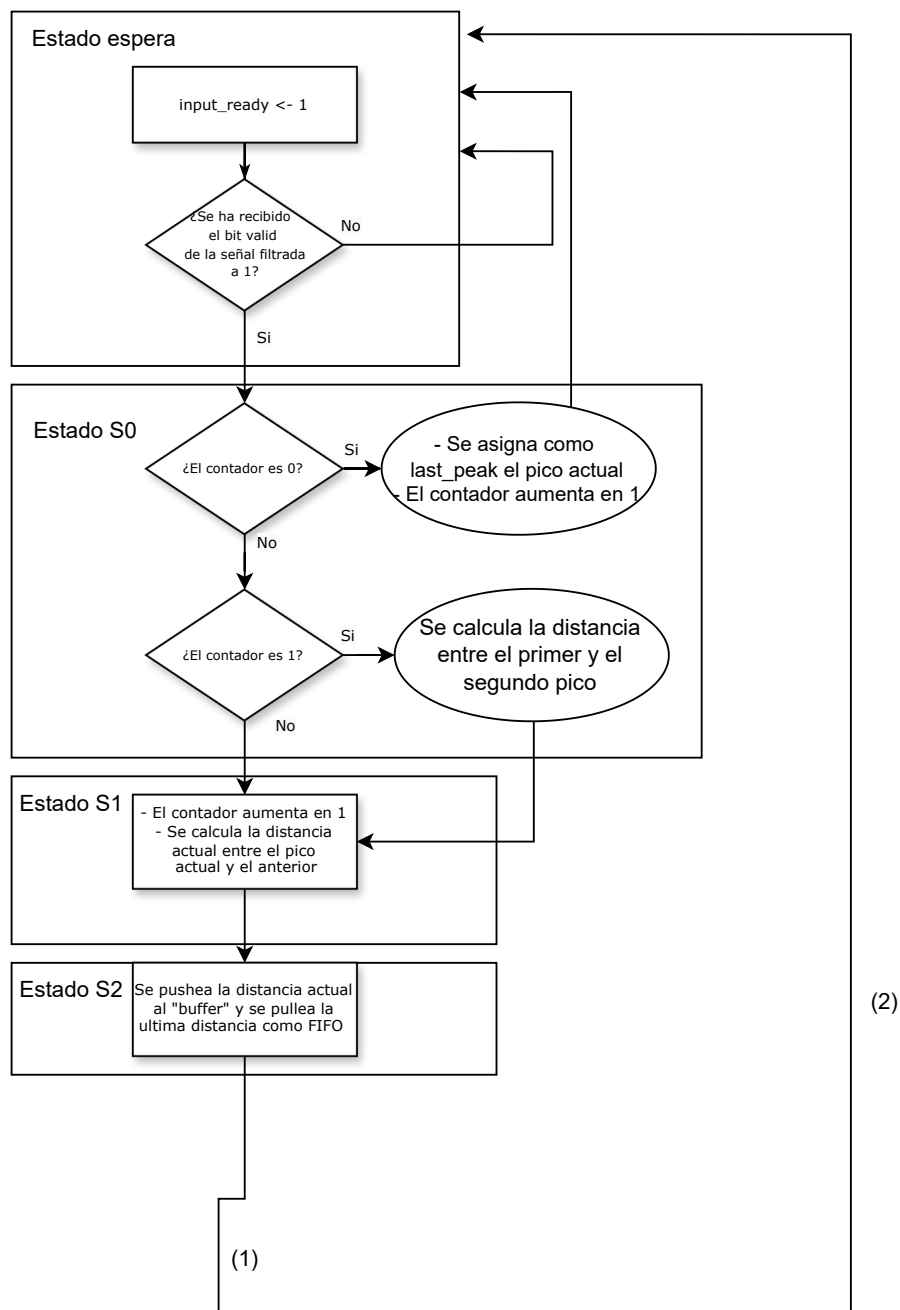 Estado espera
input_ready <- 1
¿Se ha recibido
el bit valid
de la señal filtrada
a 1?
No
Si
Estado S0
¿El contador es 0?
Si
- Se asigna como
last_peak el pico actual
- El contador aumenta en 1
No
¿El contador es 1?
Si
Se calcula la distancia
entre el primer y el
segundo pico
No
Estado S1
- El contador aumenta en 1
- Se calcula la distancia
actual entre el pico
actual y el anterior
Estado S2
Se pushea la distancia actual
al "buffer" y se pullea la
ultima distancia como FIFO
(2)
(1)